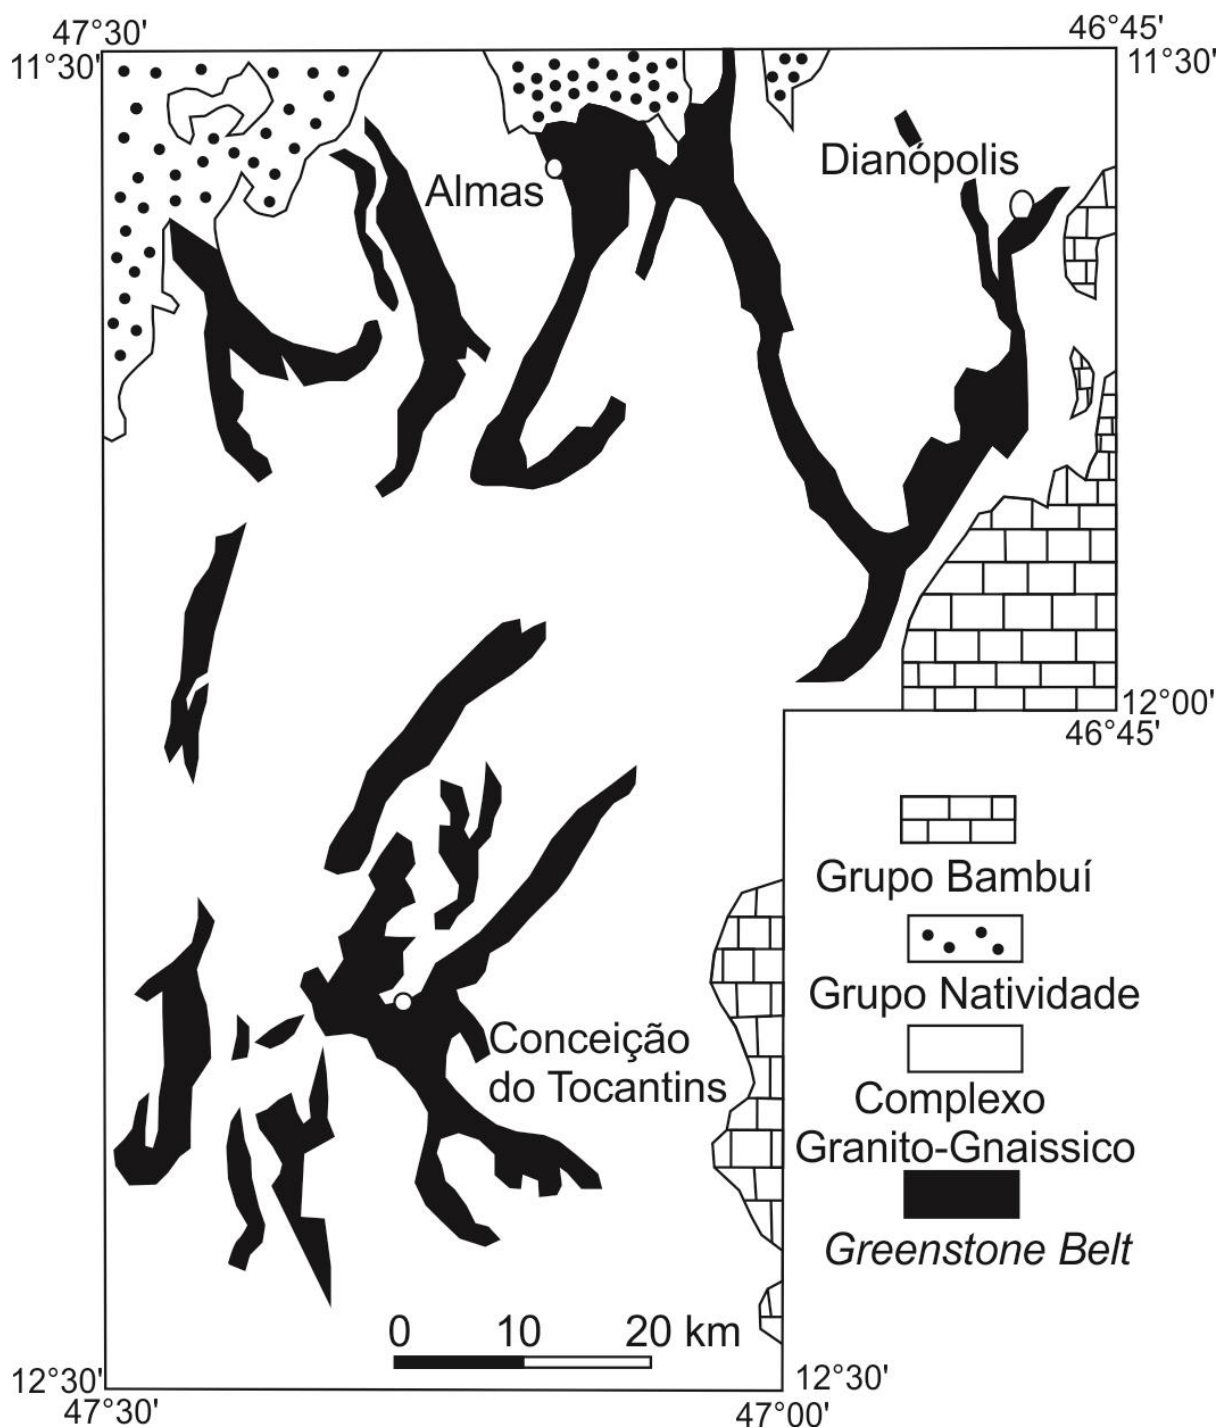 47°30'
46°45'
11°30'
11°30'
Almas
Dianópolis
12°00'
46°45'
Grupo Bambuí
Grupo Natividade
Conceição
do Tocantins
Complexo
Granito-Gnaissico
Greenstone Belt
0 10 20 km
12°30'
12°30'
47°30'
47°00'